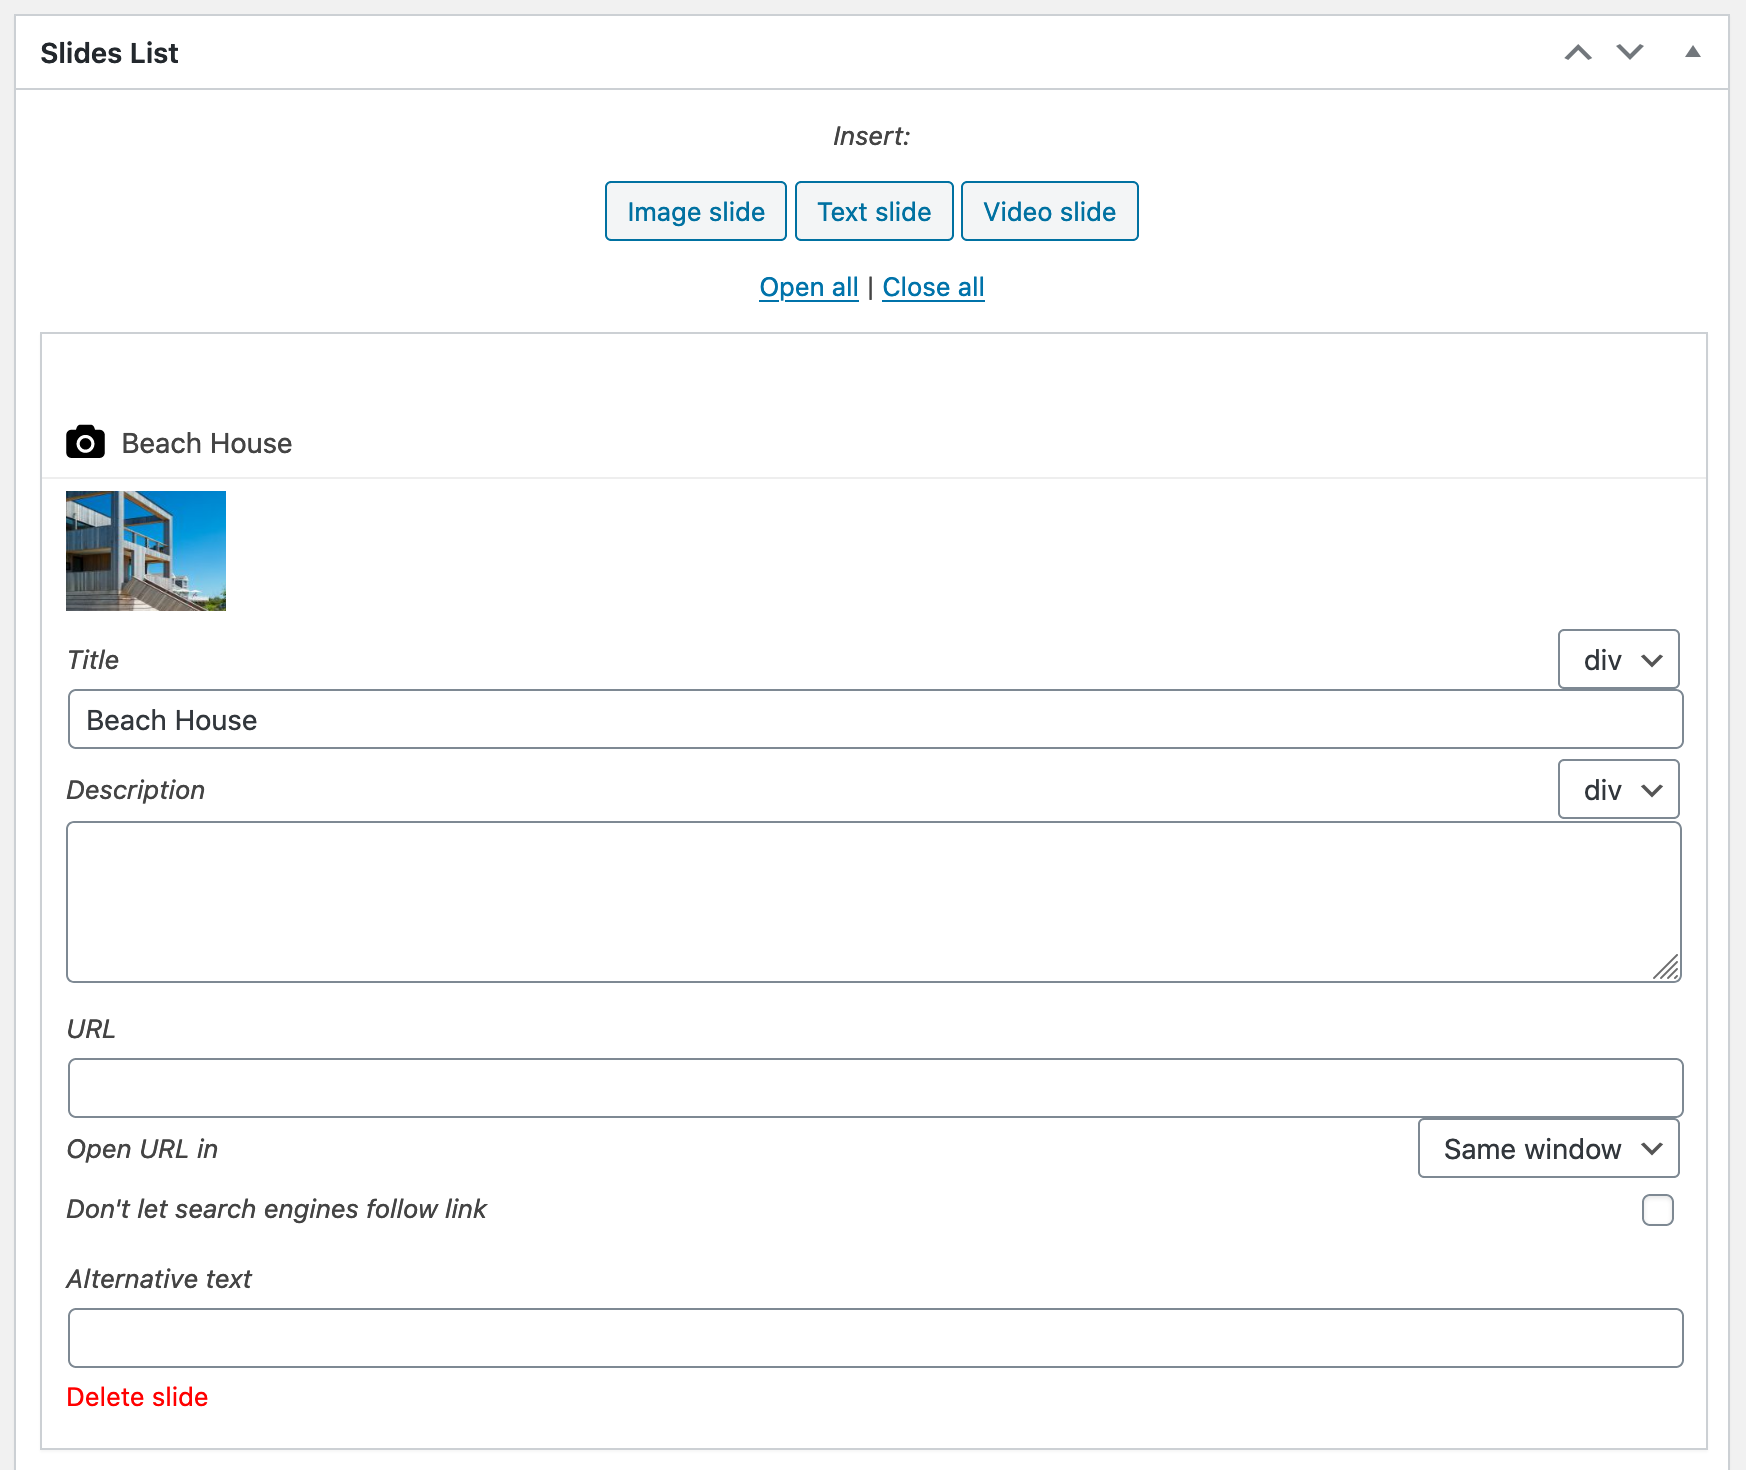 Slides List
Insert:
Image slide Text slide Video slide
Open all | Close all
Beach House
Title div
Beach House
Description div
URL
Open URL in Same window
Don't let search engines follow link
Alternative text
Delete slide